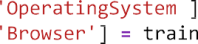 'OperatingSystem ]
'Browser'] = train